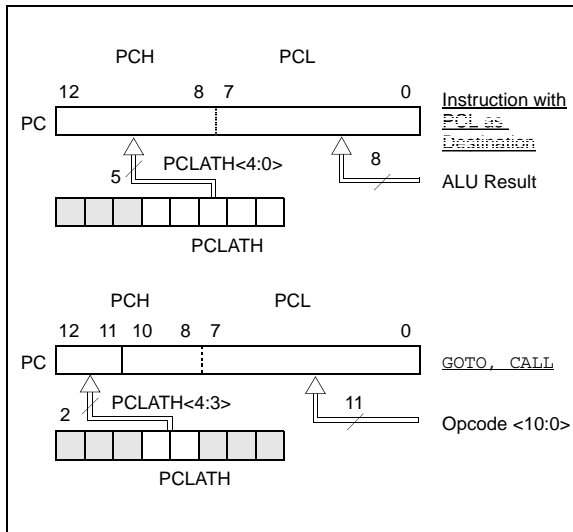 PCH PCL
12 8 7 0
Instruction with
PCL as
Destination
PC
PCLATH<4:0>
5
8
ALU Result
PCLATH
PCH PCL
12 11 10 8 7 0
PC
GOTO, CALL
PCLATH<4:3>
2
11
Opcode <10:0>
PCLATH